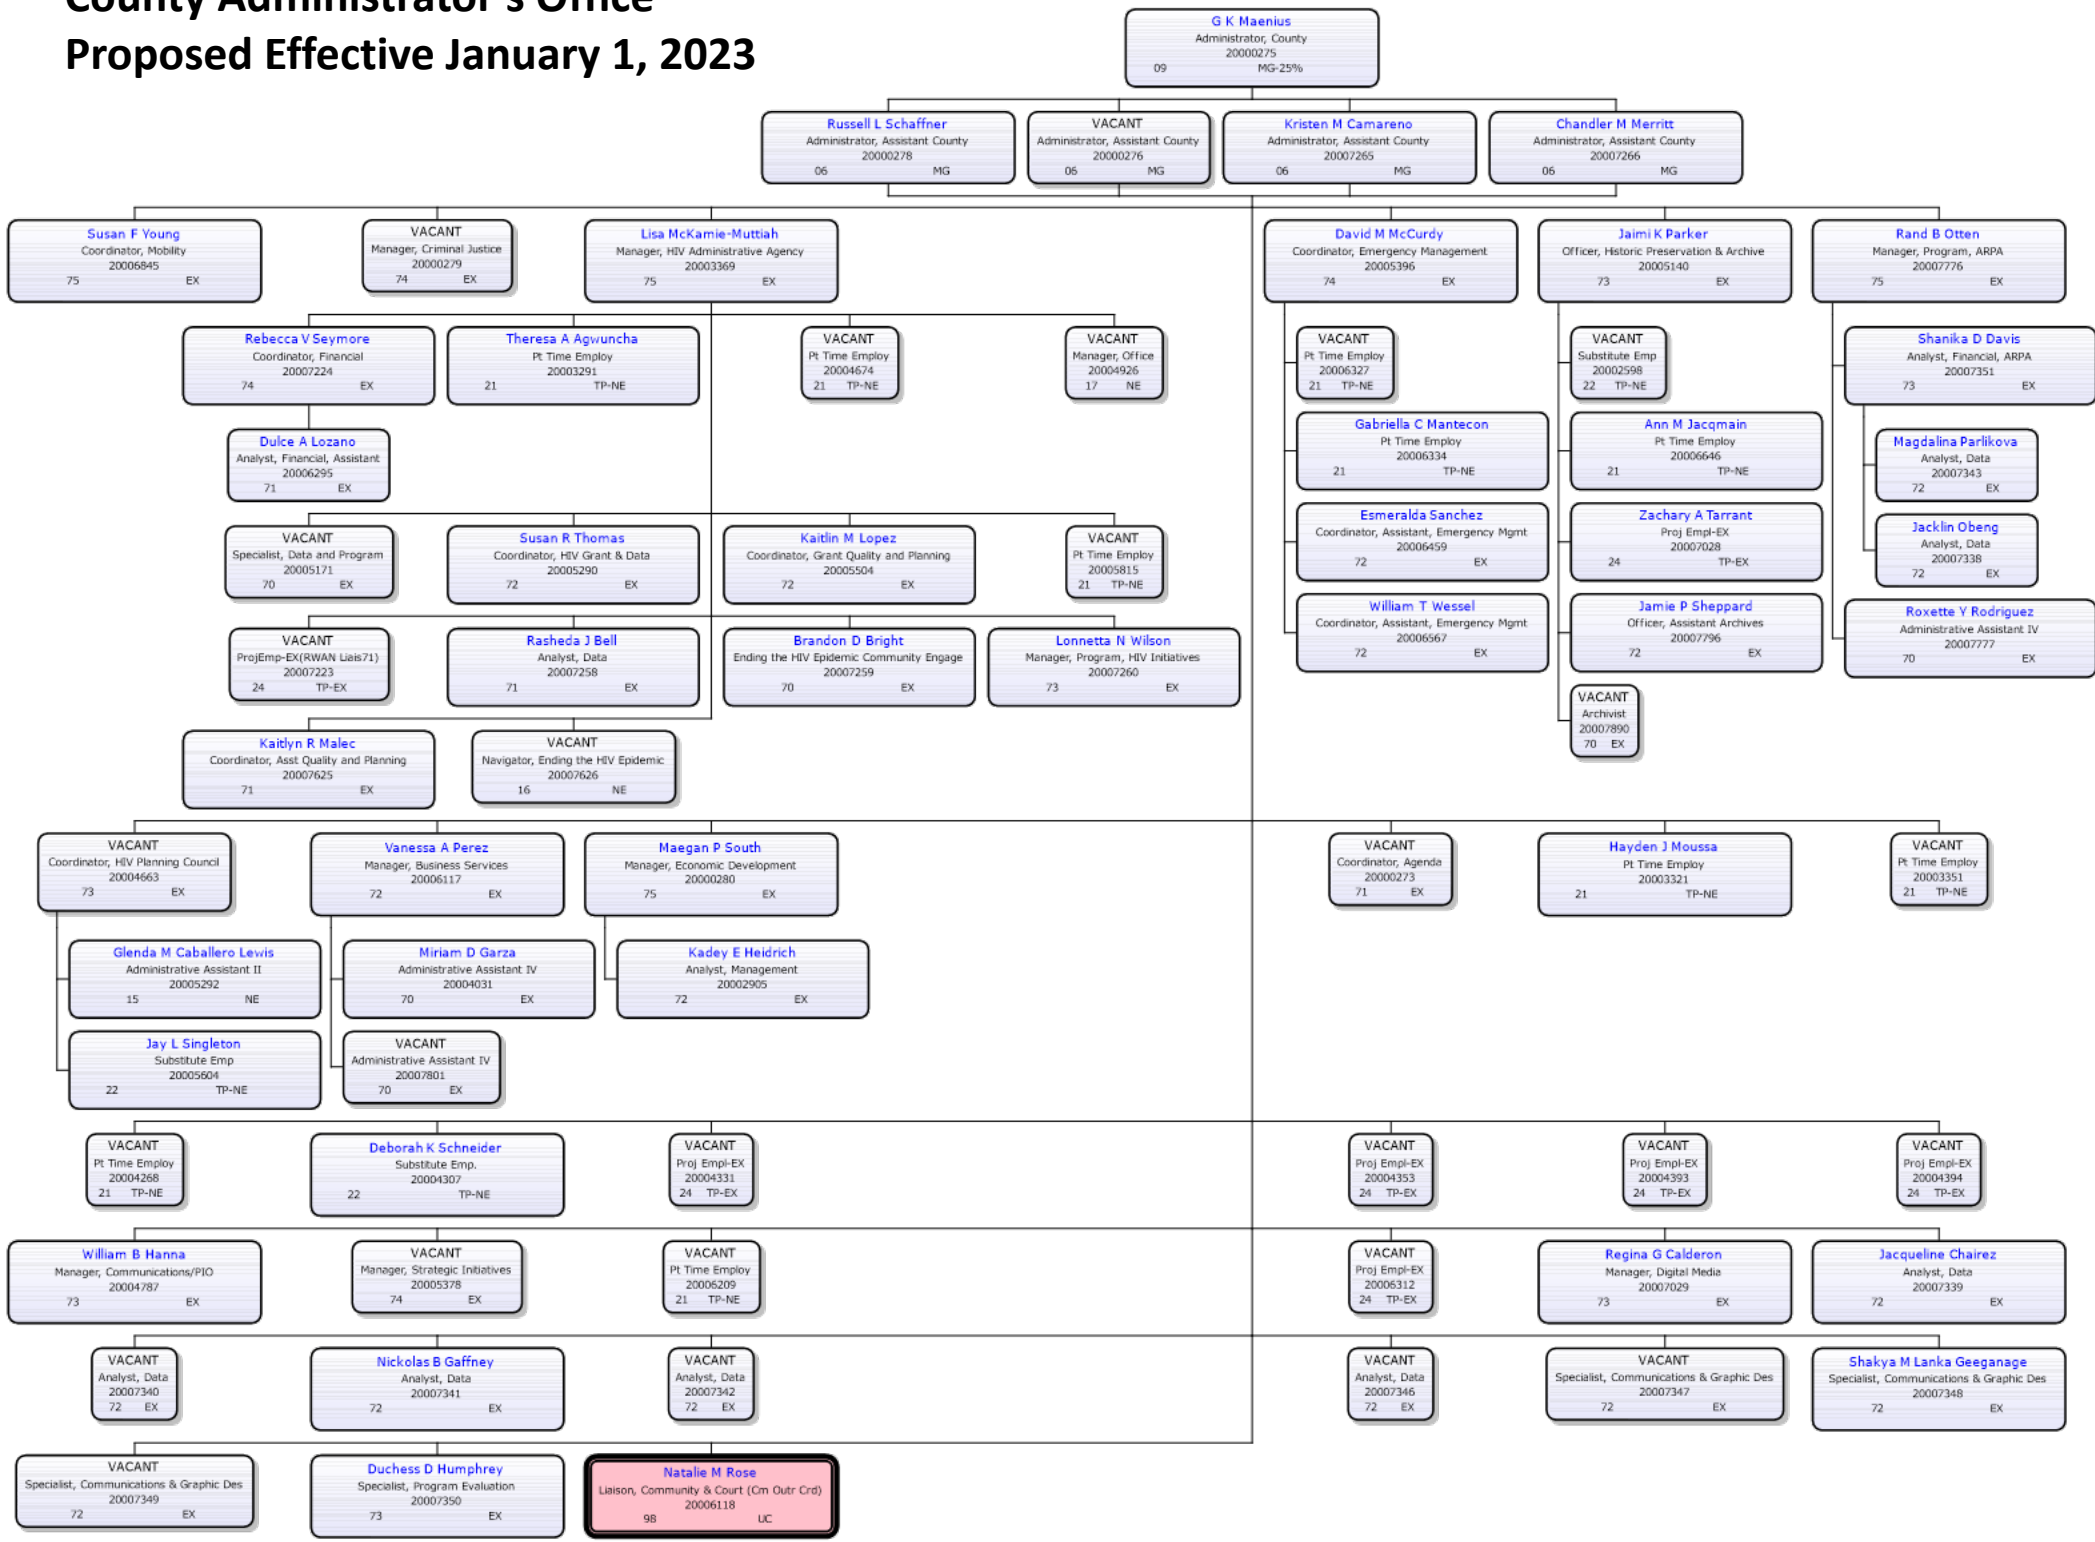 County Administrator's Office
Proposed Effective January 1, 2023
G K Maenius
Administrator, County
20000275
09 MG-25%
Russell L Schaffner
Administrator, Assistant County
20000278
06 MG
VACANT
Administrator, Assistant County
20000276
06 MG
Kristen M Camareno
Administrator, Assistant County
20007265
06 MG
Chandler M Merritt
Administrator, Assistant County
20007266
06 MG
Susan F Young
Coordinator, Mobility
20006845
75 EX
VACANT
Manager, Criminal Justice
20000279
74 EX
Lisa McKamie-Muttiah
Manager, HIV Administrative Agency
20003369
75 EX
David M McCurdy
Coordinator, Emergency Management
20005396
74 EX
Jaimi K Parker
Officer, Historic Preservation & Archive
20005140
73 EX
Rand B Otten
Manager, Program, ARPA
20007776
75 EX
Rebecca V Seymore
Coordinator, Financial
20007224
74 EX
Theresa A Agwuncha
Pt Time Employ
20003291
21 TP-NE
VACANT
Pt Time Employ
20004674
21 TP-NE
VACANT
Manager, Office
20004926
17 NE
VACANT
Pt Time Employ
20006327
21 TP-NE
VACANT
Substitute Emp
20002598
22 TP-NE
Shanika D Davis
Analyst, Financial, ARPA
20007351
73 EX
Dulce A Lozano
Analyst, Financial, Assistant
20006295
71 EX
Gabriella C Mantecon
Pt Time Employ
20006334
21 TP-NE
Ann M Jacqmain
Pt Time Employ
20006646
21 TP-NE
Magdalina Parlikova
Analyst, Data
20007343
72 EX
VACANT
Specialist, Data and Program
20005171
70 EX
Susan R Thomas
Coordinator, HIV Grant & Data
20005290
72 EX
Kaitlin M Lopez
Coordinator, Grant Quality and Planning
20005504
72 EX
VACANT
Pt Time Employ
20005815
21 TP-NE
Esmeralda Sanchez
Coordinator, Assistant, Emergency Mgmt
20006459
72 EX
Zachary A Tarrant
Proj Empl-EX
20007028
24 TP-EX
Jacklin Obeng
Analyst, Data
20007338
72 EX
VACANT
ProjEmp-EX(RWAN Liais71)
20007223
24 TP-EX
Rasheda J Bell
Analyst, Data
20007258
71 EX
Brandon D Bright
Ending the HIV Epidemic Community Engage
20007259
70 EX
Lonnetta N Wilson
Manager, Program, HIV Initiatives
20007260
73 EX
William T Wessel
Coordinator, Assistant, Emergency Mgmt
20006567
72 EX
Jamie P Sheppard
Officer, Assistant Archives
20007796
72 EX
Roxette Y Rodriguez
Administrative Assistant IV
20007777
70 EX
VACANT
Archivist
20007890
70 EX
Kaitlyn R Malec
Coordinator, Asst Quality and Planning
20007625
71 EX
VACANT
Navigator, Ending the HIV Epidemic
20007626
16 NE
VACANT
Coordinator, HIV Planning Council
20004663
73 EX
Vanessa A Perez
Manager, Business Services
20006117
72 EX
Maegan P South
Manager, Economic Development
20000280
75 EX
VACANT
Coordinator, Agenda
20000273
71 EX
Hayden J Moussa
Pt Time Employ
20003321
21 TP-NE
VACANT
Pt Time Employ
20003351
21 TP-NE
Glenda M Caballero Lewis
Administrative Assistant II
20005292
15 NE
Miriam D Garza
Administrative Assistant IV
20004031
70 EX
Kadey E Heidrich
Analyst, Management
20002905
72 EX
Jay L Singleton
Substitute Emp
20005604
22 TP-NE
VACANT
Administrative Assistant IV
20007801
70 EX
VACANT
Pt Time Employ
20004268
21 TP-NE
Deborah K Schneider
Substitute Emp.
20004307
22 TP-NE
VACANT
Proj Empl-EX
20004331
24 TP-EX
VACANT
Proj Empl-EX
20004353
24 TP-EX
VACANT
Proj Empl-EX
20004393
24 TP-EX
VACANT
Proj Empl-EX
20004394
24 TP-EX
William B Hanna
Manager, Communications/PIO
20004787
73 EX
VACANT
Manager, Strategic Initiatives
20005378
74 EX
VACANT
Pt Time Employ
20006209
21 TP-NE
VACANT
Proj Empl-EX
20006312
24 TP-EX
Regina G Calderon
Manager, Digital Media
20007029
73 EX
Jacqueline Chairez
Analyst, Data
20007339
72 EX
VACANT
Analyst, Data
20007340
72 EX
Nickolas B Gaffney
Analyst, Data
20007341
72 EX
VACANT
Analyst, Data
20007342
72 EX
VACANT
Analyst, Data
20007346
72 EX
VACANT
Specialist, Communications & Graphic Des
20007347
72 EX
Shakya M Lanka Geeganage
Specialist, Communications & Graphic Des
20007348
72 EX
VACANT
Specialist, Communications & Graphic Des
20007349
72 EX
Duchess D Humphrey
Specialist, Program Evaluation
20007350
73 EX
Natalie M Rose
Liaison, Community & Court (Cm Outr Crd)
20006118
98 UC